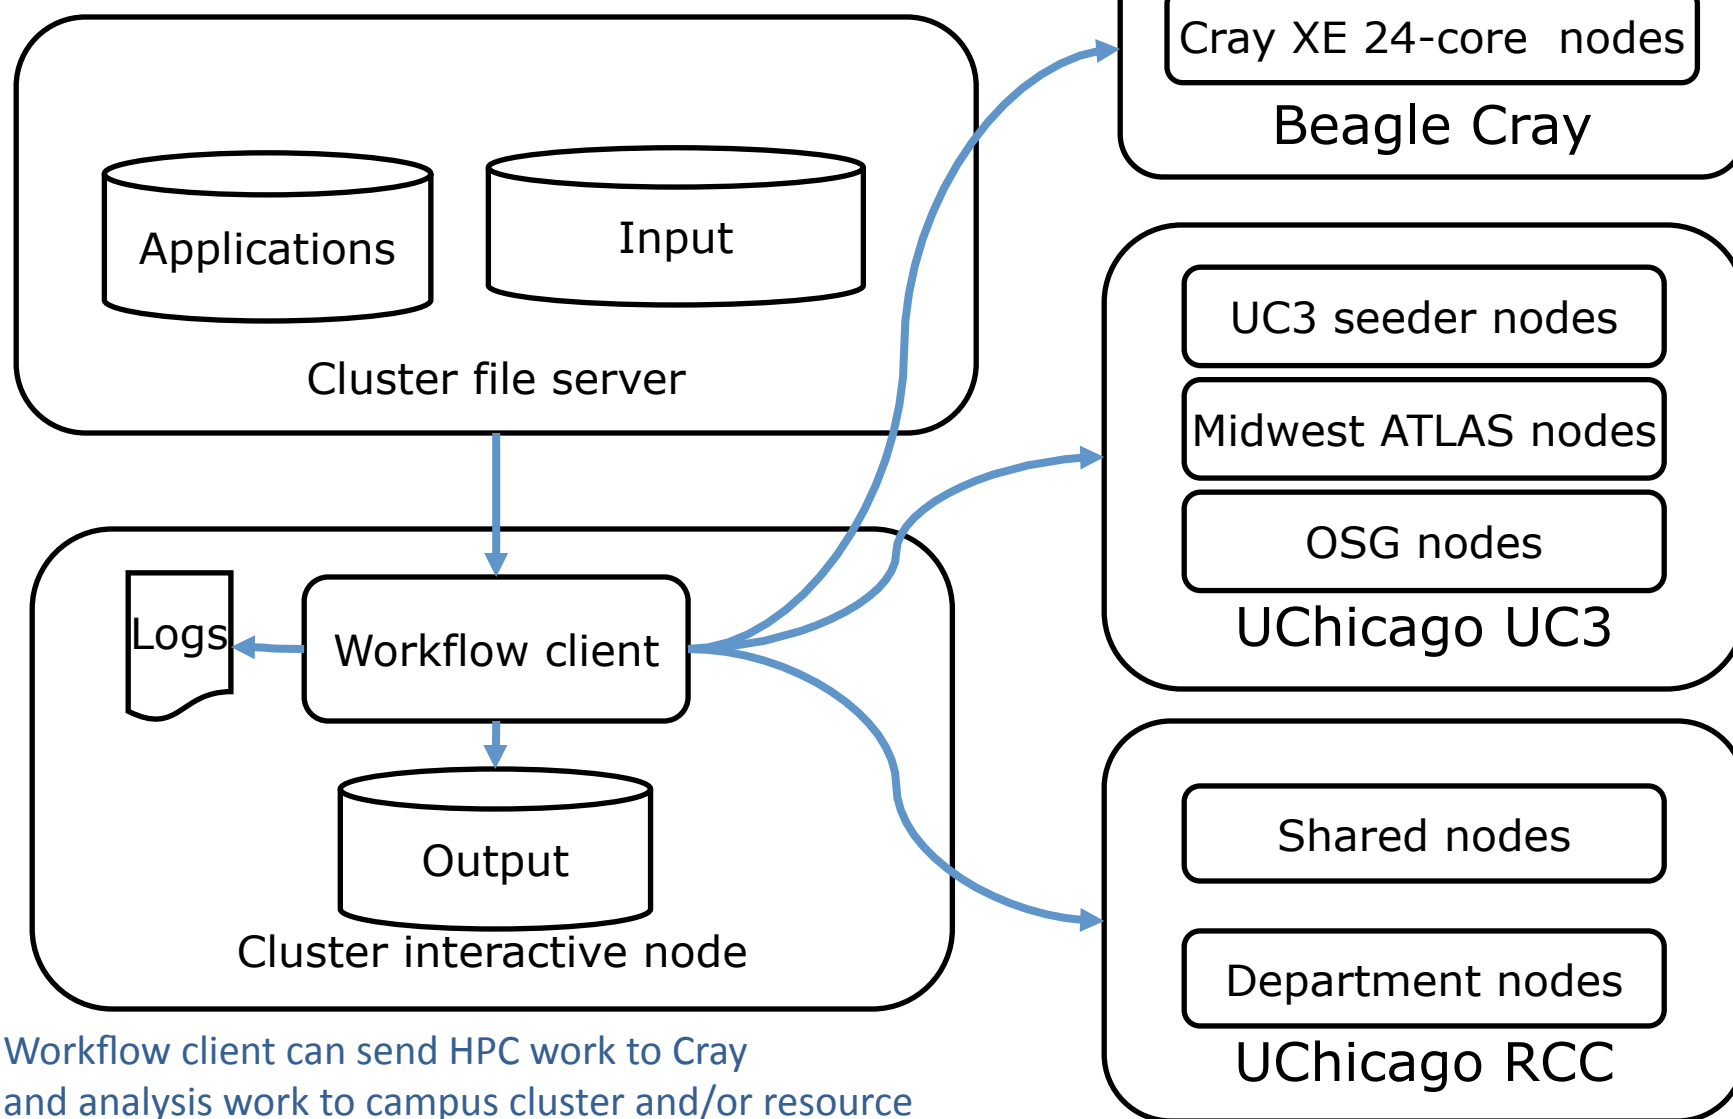 Applications
Input
Cluster file server
Logs
Workflow client
Output
Cluster interactive node
Workflow client can send HPC work to Cray
and analysis work to campus cluster and/or resource
Cray XE 24-core nodes
Beagle Cray
UC3 seeder nodes
Midwest ATLAS nodes
OSG nodes
UChicago UC3
Shared nodes
Department nodes
UChicago RCC